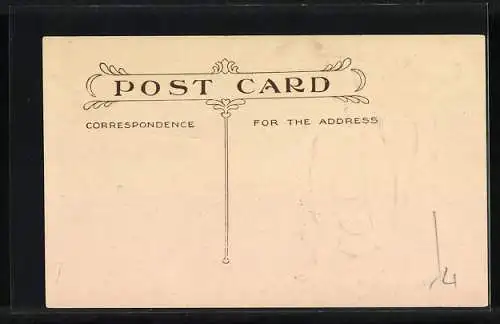 POST CARD
CORRESPONDENCE FOR THE ADDRESS
/4